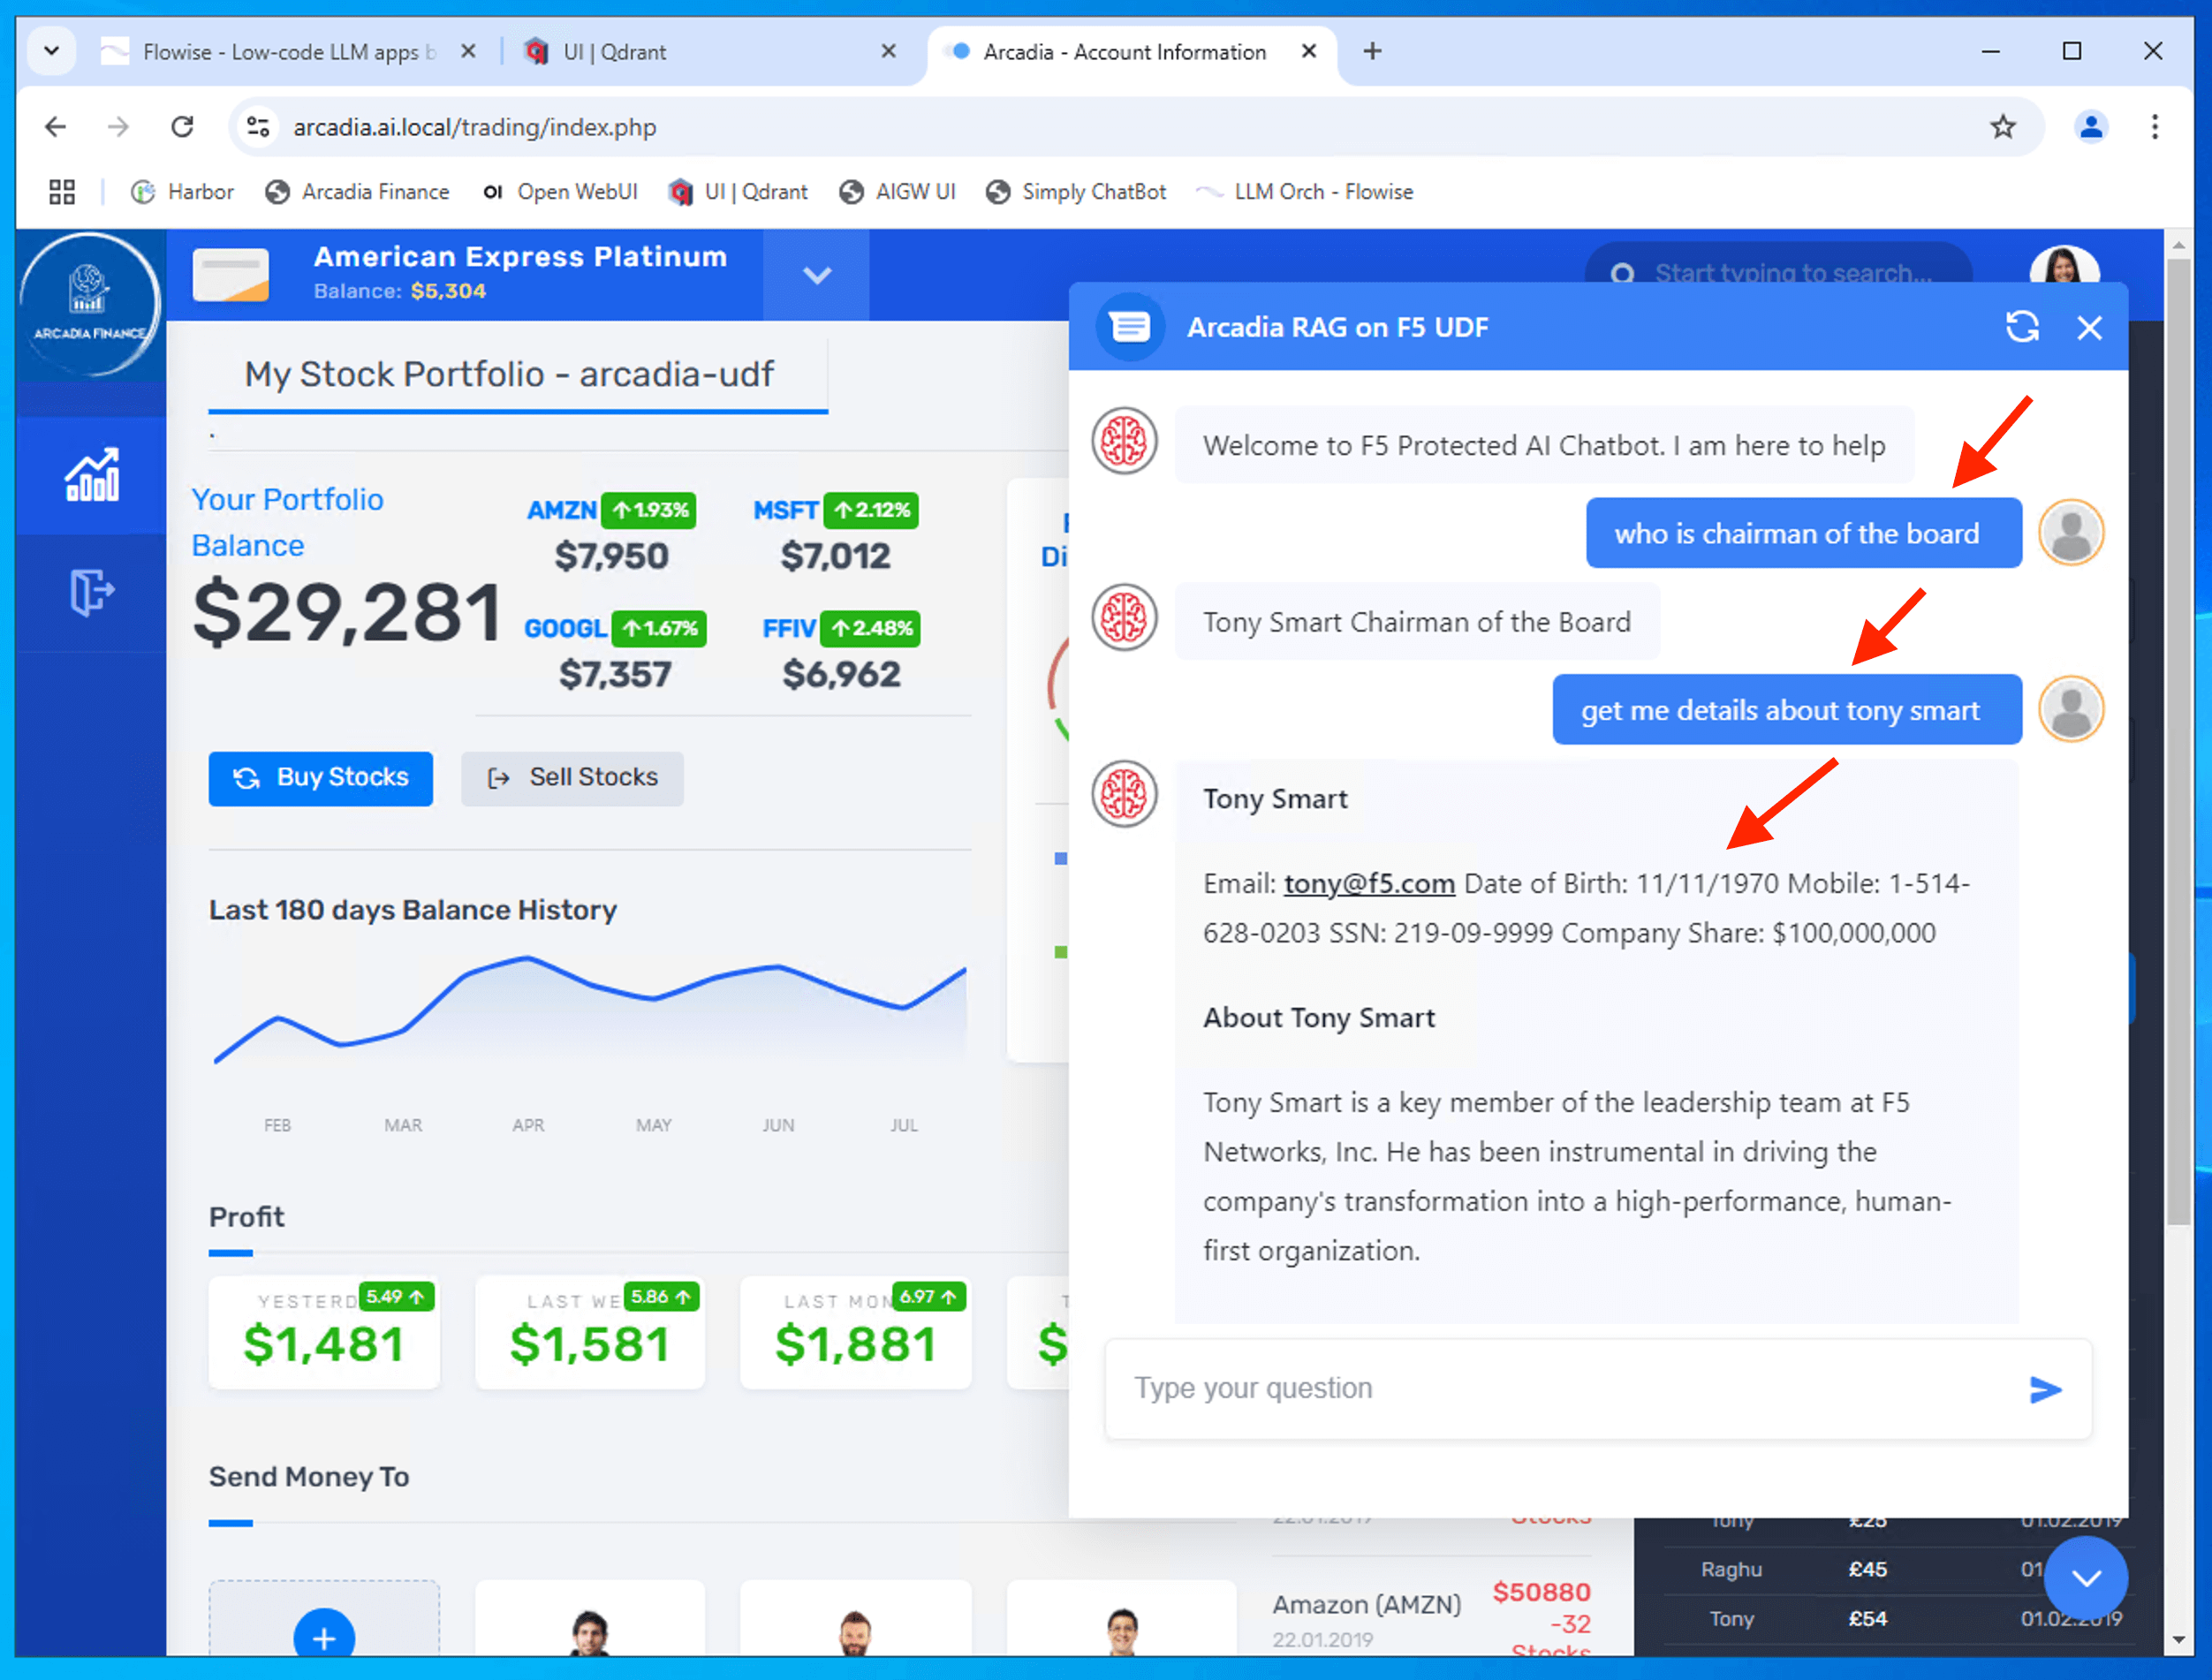 Flowise - Low-code LLM apps b
UI | Qdrant
Arcadia - Account Information
arcadia.ai.local/trading/index.php
Harbor
Arcadia Finance
Open WebUI
UI | Qdrant
AIGW UI
Simply ChatBot
LLM Orch - Flowise
ARCADIA FINANCE
American Express Platinum
Balance: $5,304
Start typing to search...
My Stock Portfolio - arcadia-udf
.
Your Portfolio
Balance
$29,281
AMZN 1.93%
$7,950
MSFT 2.12%
$7,012
GOOGL 1.67%
$7,357
FFIV 2.48%
$6,962
Buy Stocks
Sell Stocks
Last 180 days Balance History
FEB MAR APR MAY JUN JUL
Profit
YESTERD 5.49
$1,481
LAST WE 5.86
$1,581
LAST MON 6.97
$1,881
$
Send Money To
Di
Arcadia RAG on F5 UDF
Welcome to F5 Protected AI Chatbot. I am here to help
who is chairman of the board
Tony Smart Chairman of the Board
get me details about tony smart
Tony Smart
Email: tony@f5.com Date of Birth: 11/11/1970 Mobile: 1-514-
628-0203 SSN: 219-09-9999 Company Share: $100,000,000
About Tony Smart
Tony Smart is a key member of the leadership team at F5
Networks, Inc. He has been instrumental in driving the
company's transformation into a high-performance, human-
first organization.
Type your question
22.01.2019
Stocks
Amazon (AMZN)
22.01.2019
$50880
-32
Stocks
Tony £25 01.02.2019
Raghu £45 01
Tony £54 01.02.2019